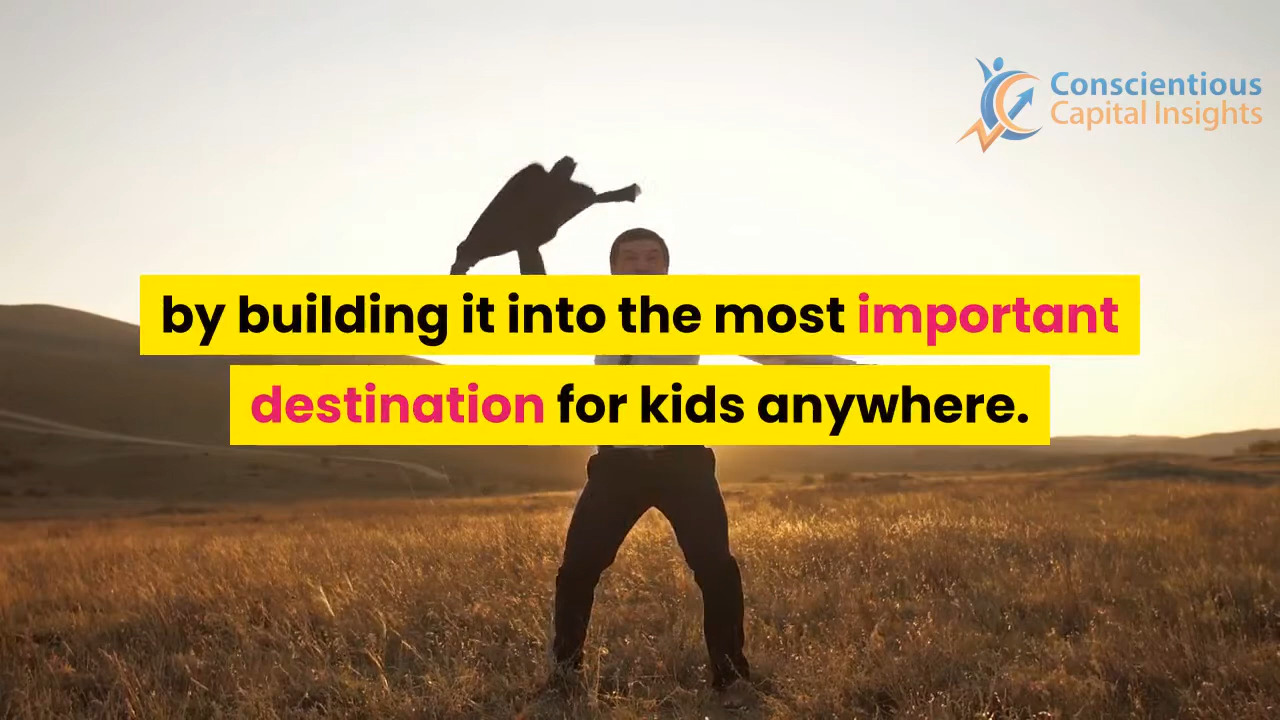 Conscientious
Capital Insights
by building it into the most important
destination for kids anywhere.